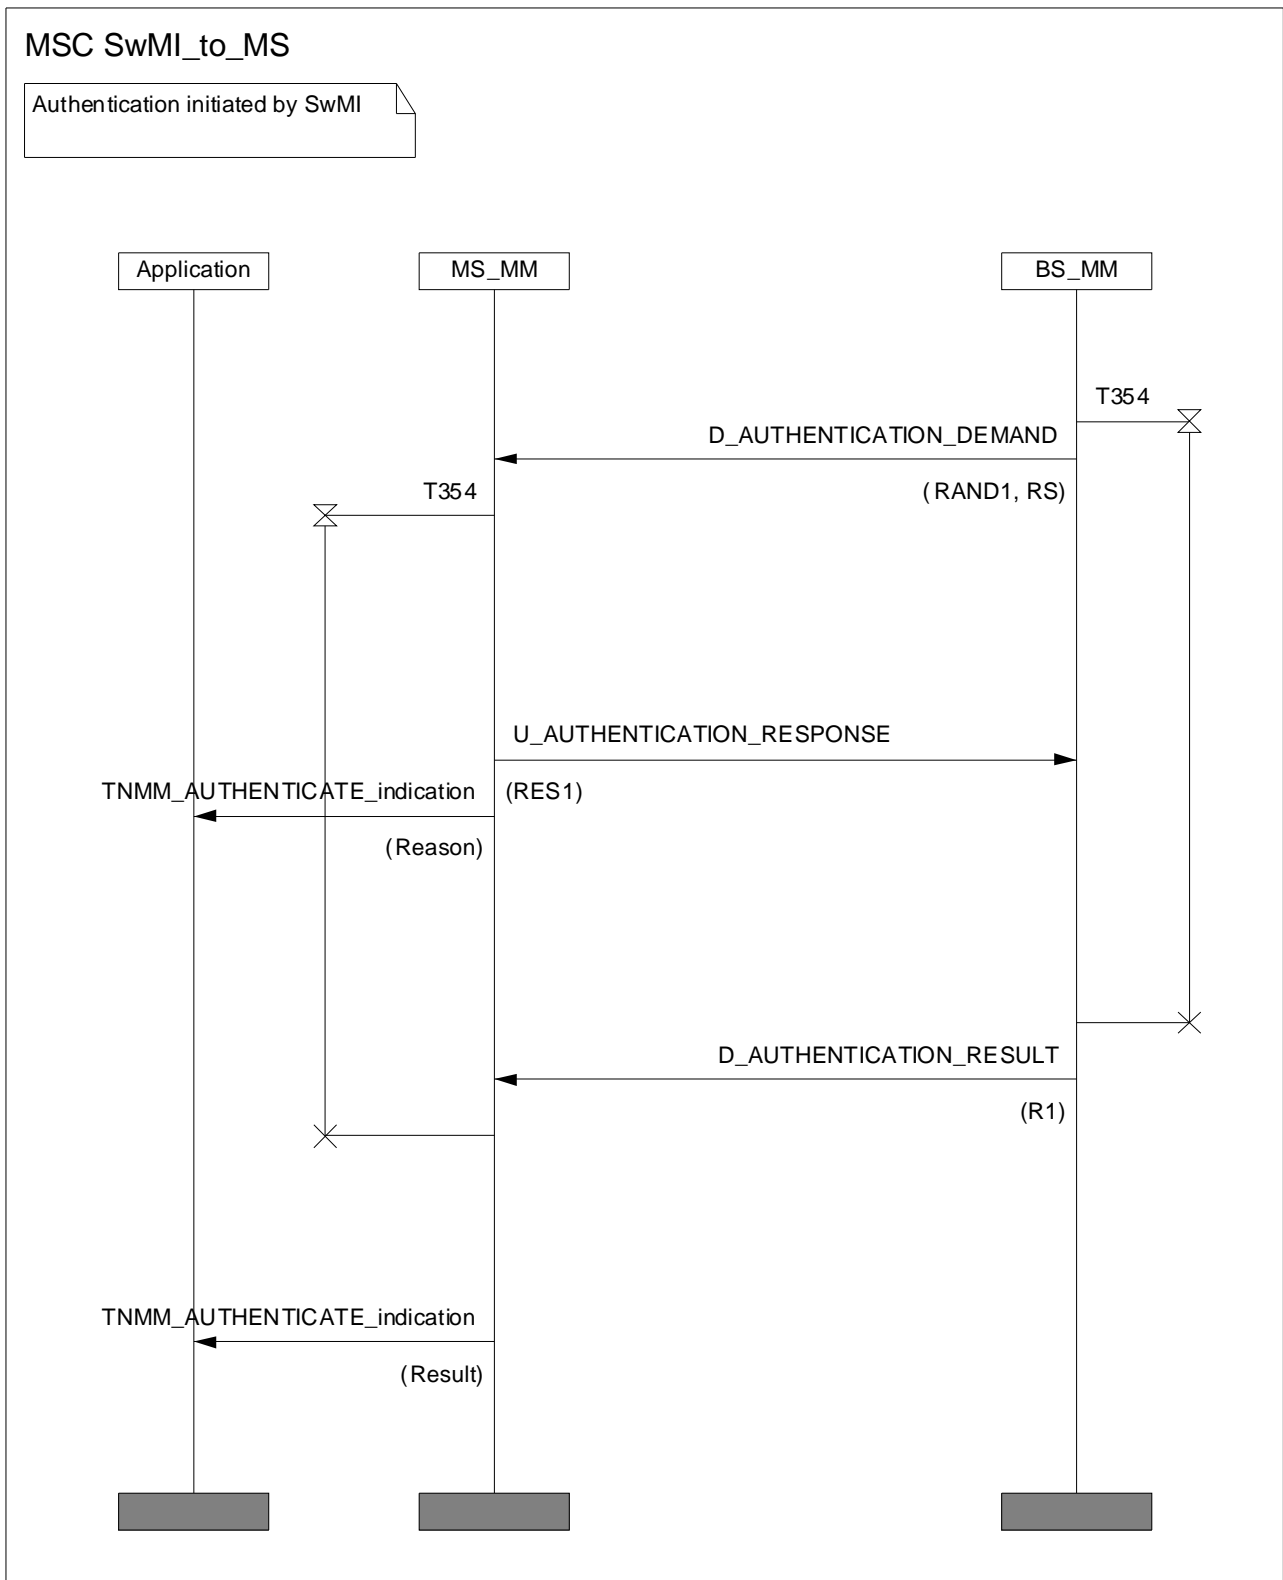 MSC SwMI_to_MS
Authentication initiated by SwMI
Application
MS_MM
BS_MM
T354
D_AUTHENTICATION_DEMAND
T354
(RAND1, RS)
U_AUTHENTICATION_RESPONSE
TNMM_AUTHENTICATE_indication
(RES1)
(Reason)
D_AUTHENTICATION_RESULT
(R1)
TNMM_AUTHENTICATE_indication
(Result)